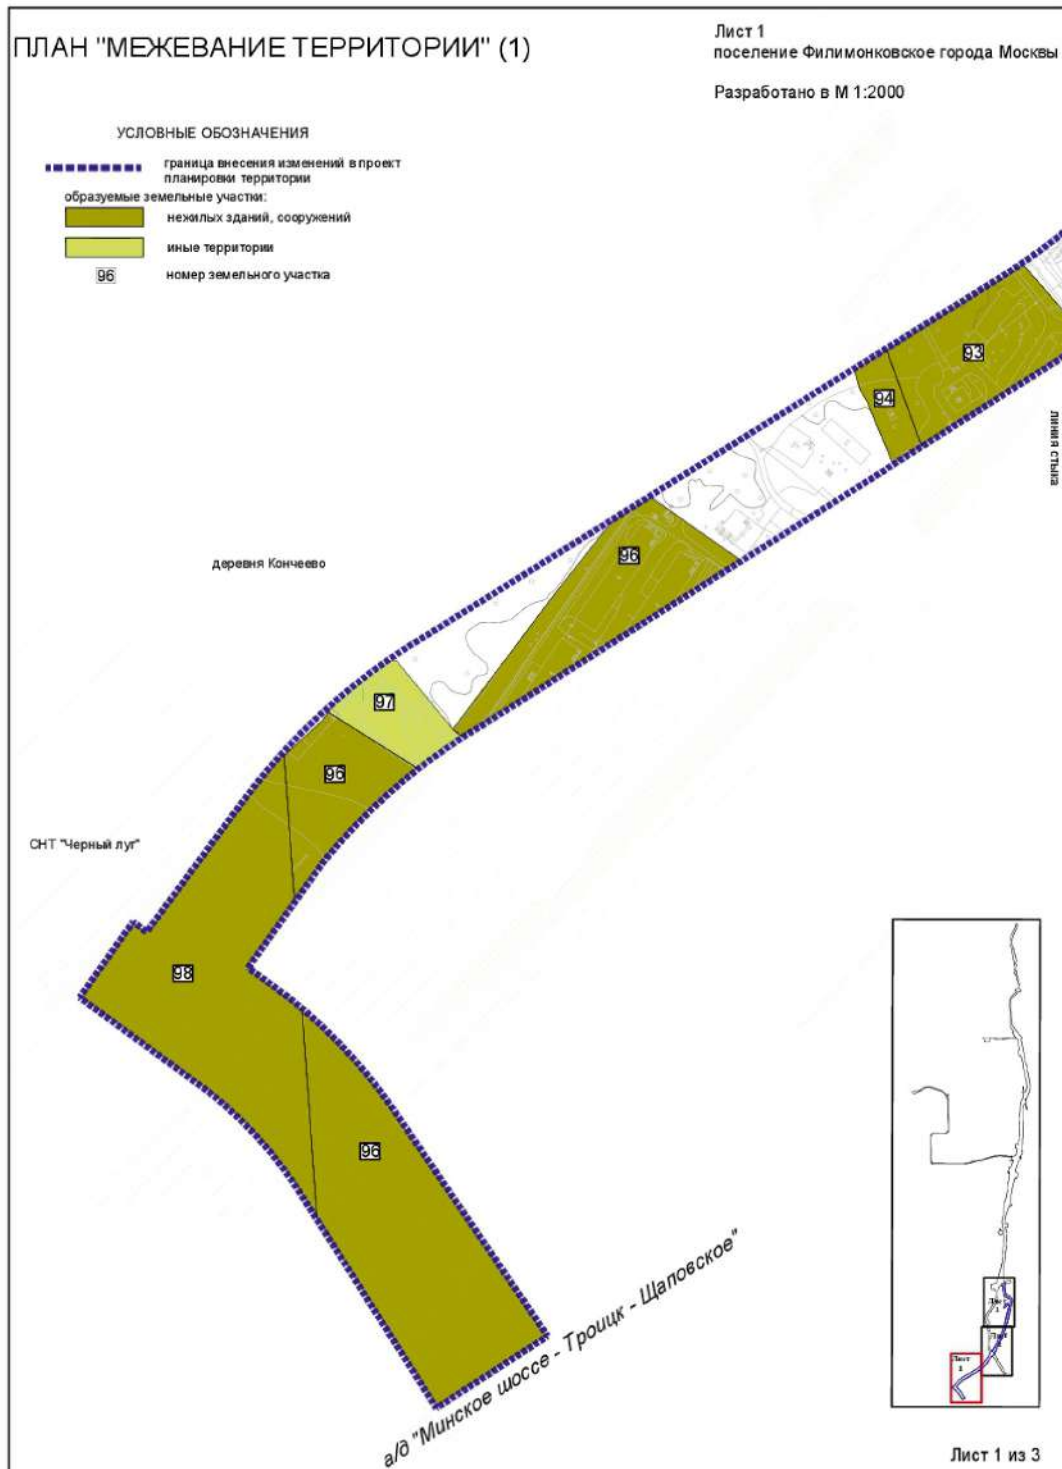 ПЛАН "МЕЖЕВАНИЕ ТЕРРИТОРИИ" (1)
Лист 1
поселение Филимонковское города Москвы
Разработано в М 1:2000
УСЛОВНЫЕ ОБОЗНАЧЕНИЯ
граница внесения изменений в проект
планировки территории
образуемые земельные участки:
нежилых зданий, сооружений
иные территории
96
номер земельного участка
93
94
линия стыка
96
деревня Кончеево
97
96
СНТ "Черный луг"
98
96
а/д "Минское шоссе - Троицк - Щаповское"
Лист
Лист
Лист 1 из 3